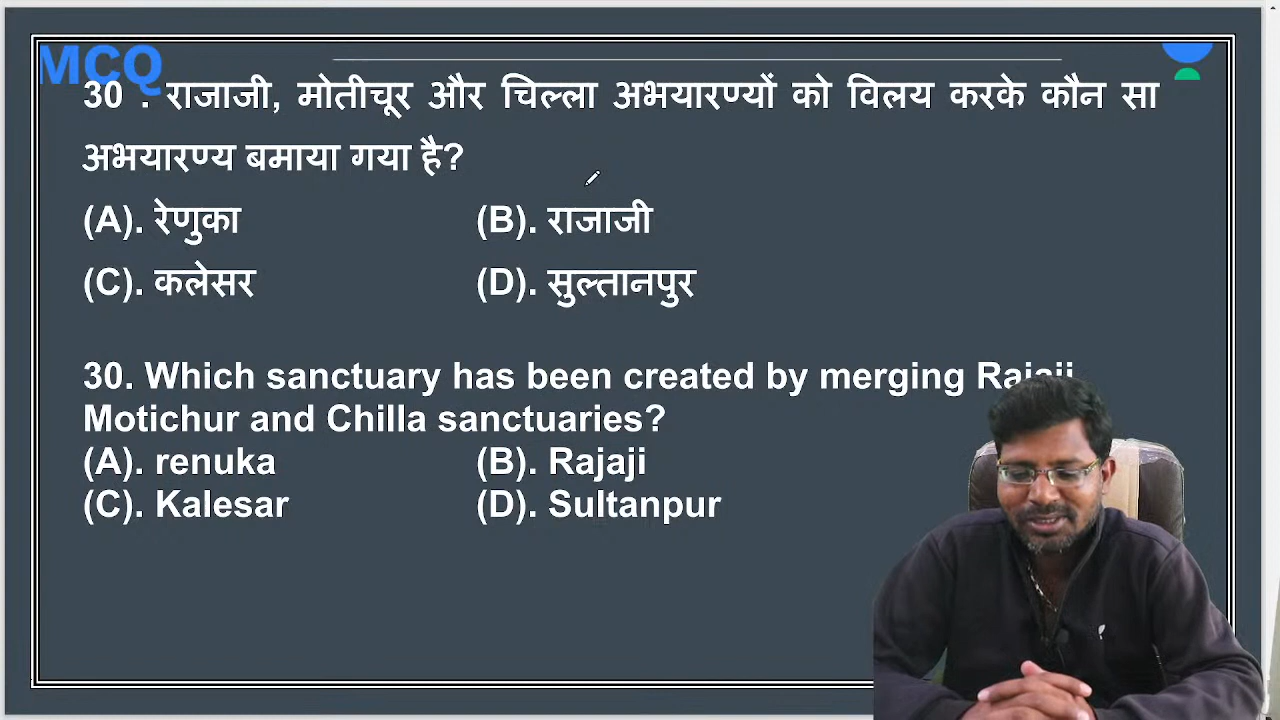 MCQ
30 . राजाजी, मोतीचूर और चिल्ला अभयारण्यों को विलय करके कौन सा
अभयारण्य बमाया गया है?
(A). रेणुका (B). राजाजी
(C). कलेसर (D). सुल्तानपुर
30. Which sanctuary has been created by merging Rajaji
Motichur and Chilla sanctuaries?
(A). renuka (B). Rajaji
(C). Kalesar (D). Sultanpur